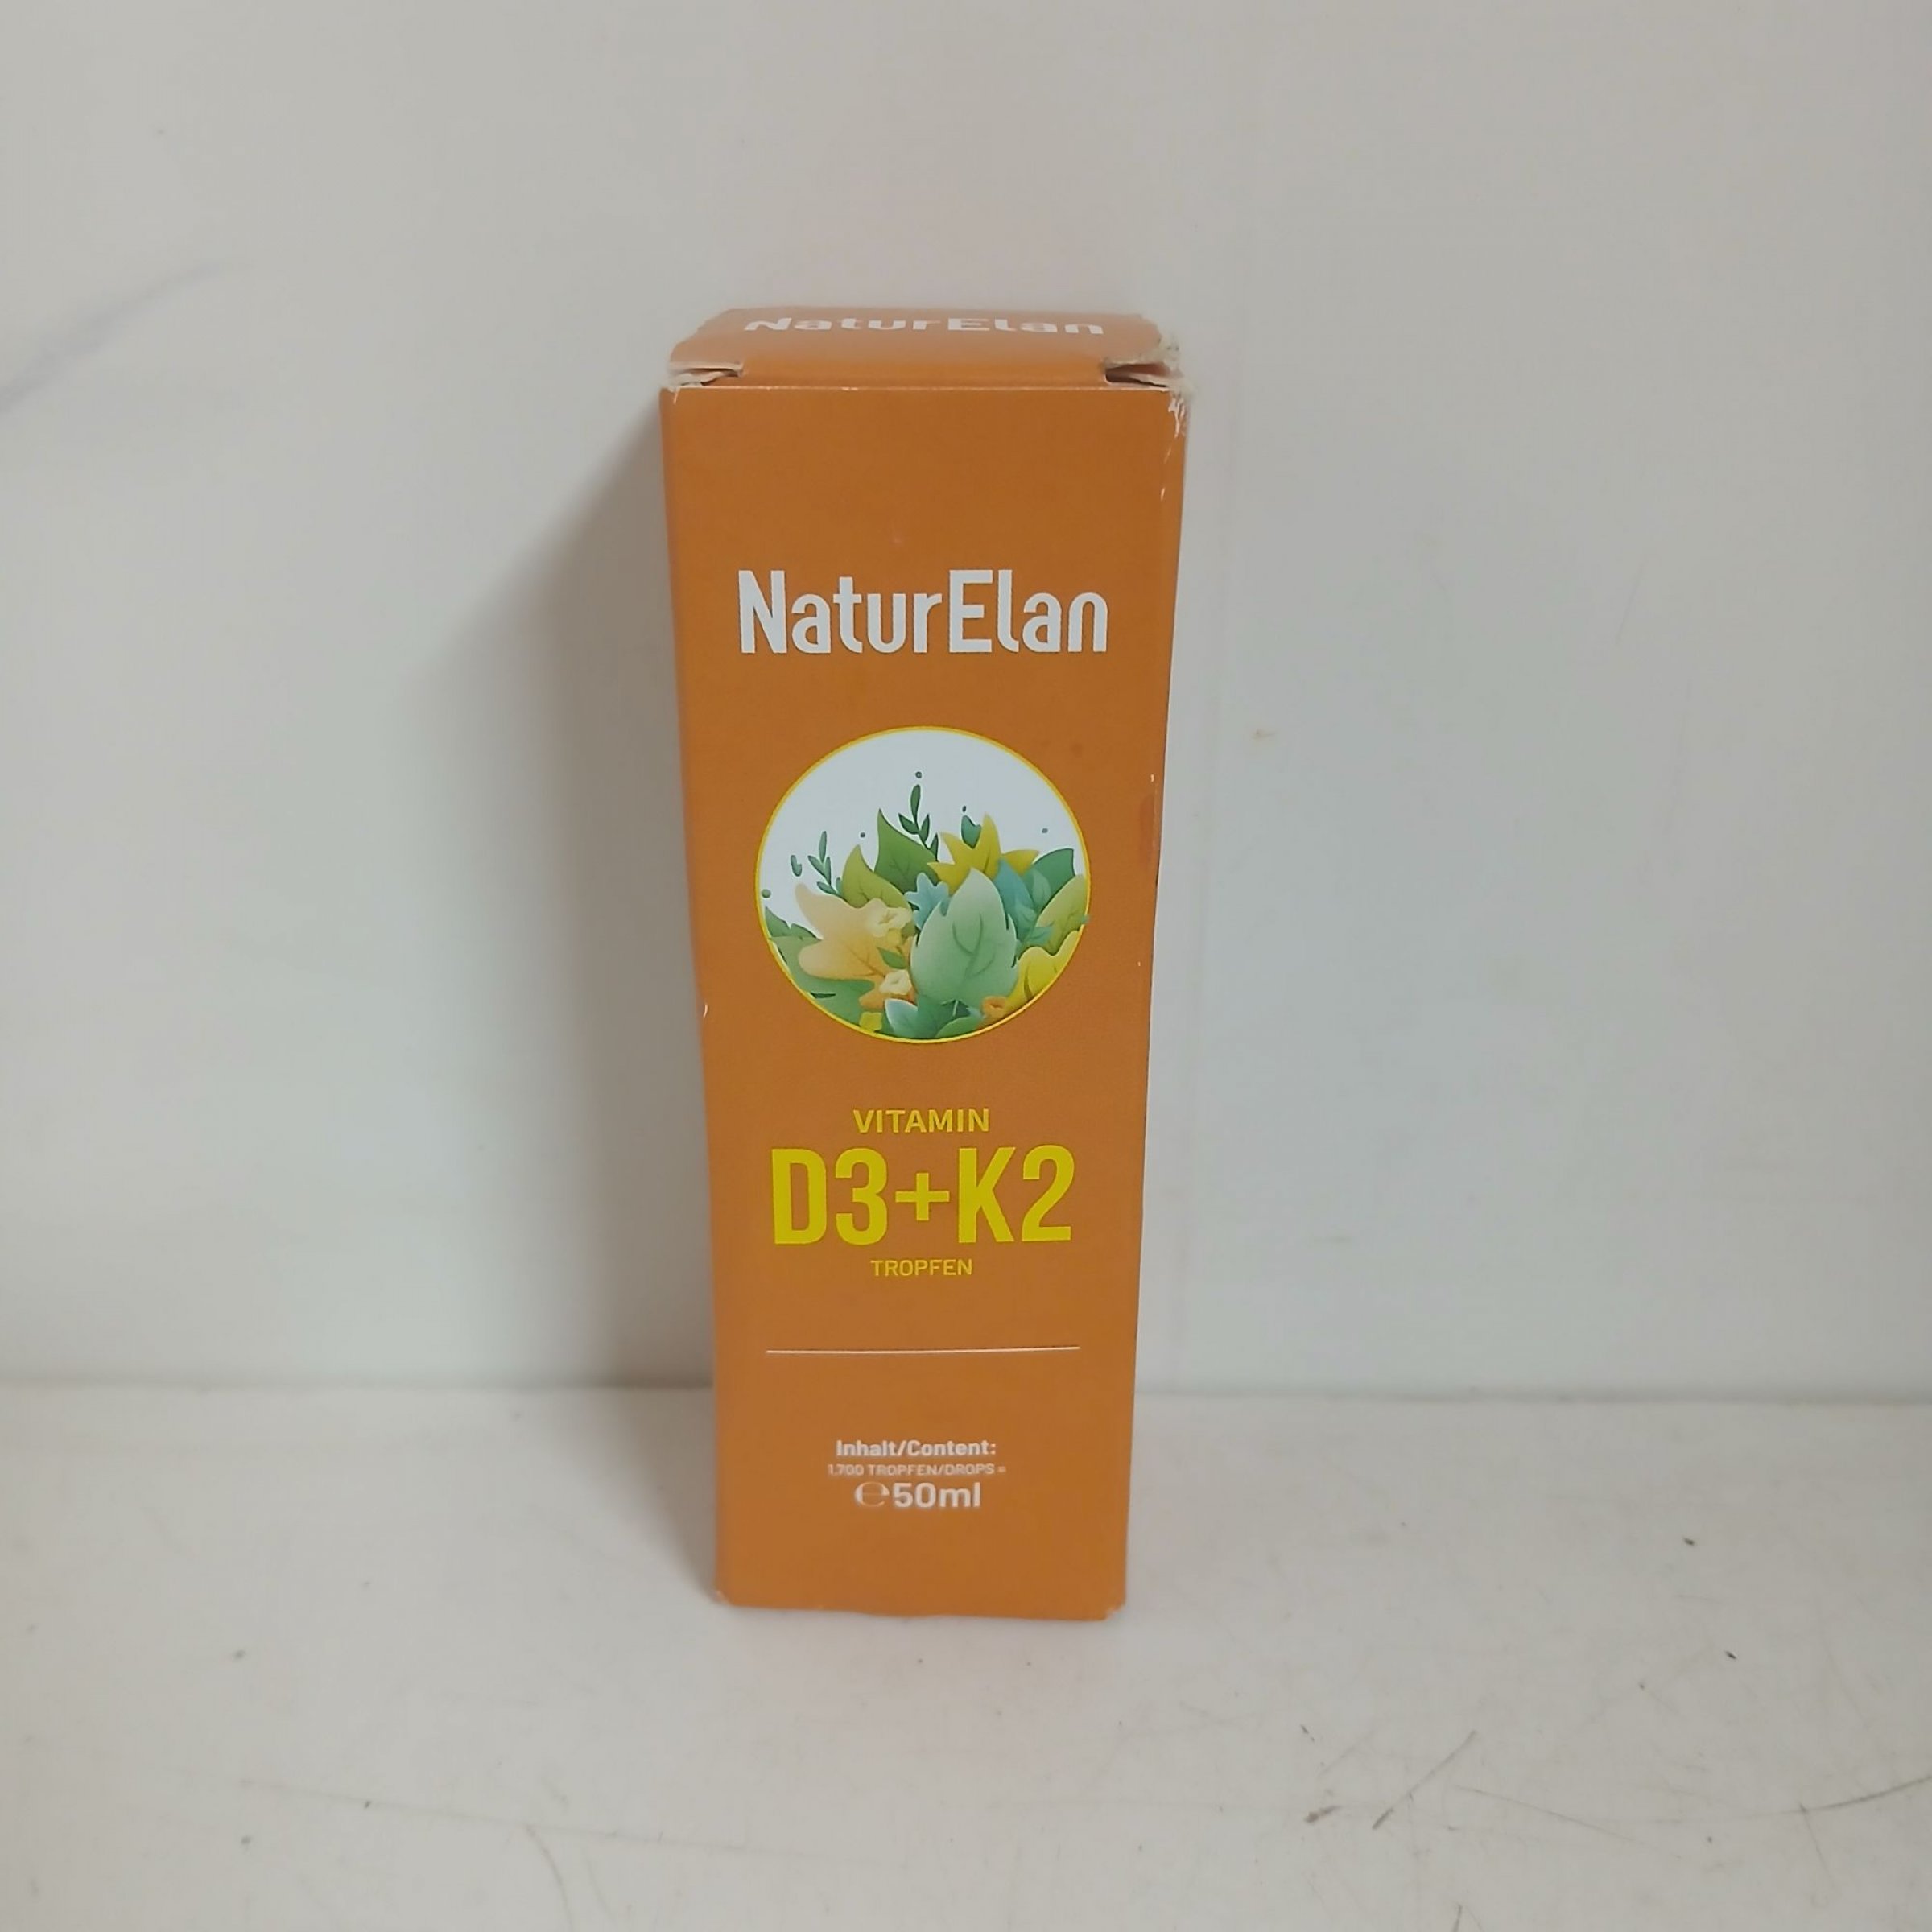 NaturElan
NaturElan
VITAMIN
D3+K2
TROPFEN
Inhalt/Content:
1.700 TROPFEN/DROPS =
℮50ml